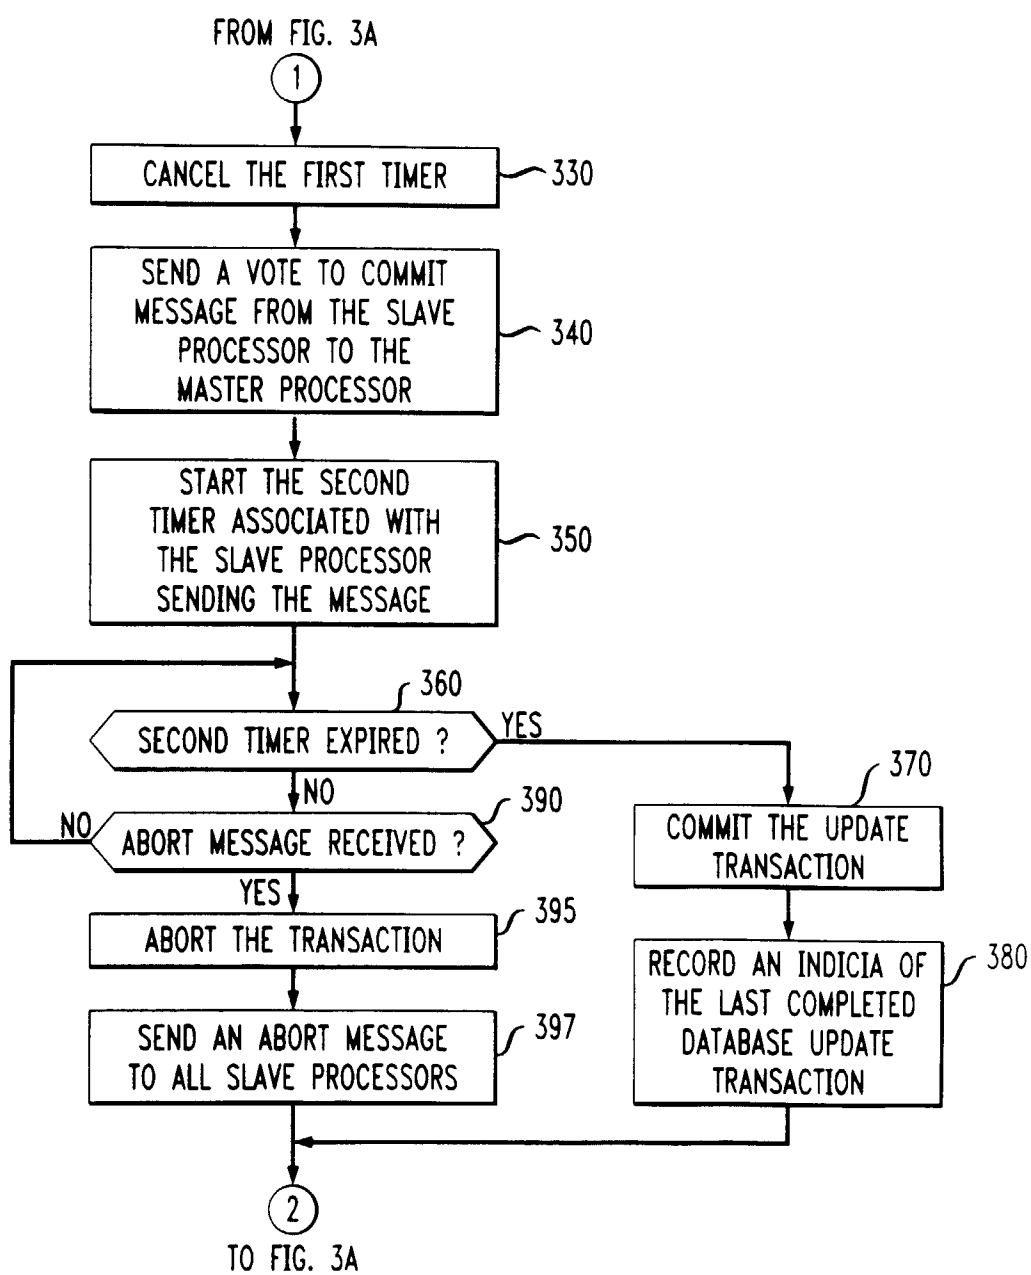 FROM FIG. 3A
1
CANCEL THE FIRST TIMER
330
SEND A VOTE TO COMMIT
MESSAGE FROM THE SLAVE
PROCESSOR TO THE
MASTER PROCESSOR
340
START THE SECOND
TIMER ASSOCIATED WITH
THE SLAVE PROCESSOR
SENDING THE MESSAGE
350
360
SECOND TIMER EXPIRED ?
YES
NO
390
ABORT MESSAGE RECEIVED ?
NO
YES
370
COMMIT THE UPDATE
TRANSACTION
395
ABORT THE TRANSACTION
380
RECORD AN INDICIA OF
THE LAST COMPLETED
DATABASE UPDATE
TRANSACTION
397
SEND AN ABORT MESSAGE
TO ALL SLAVE PROCESSORS
2
TO FIG. 3A